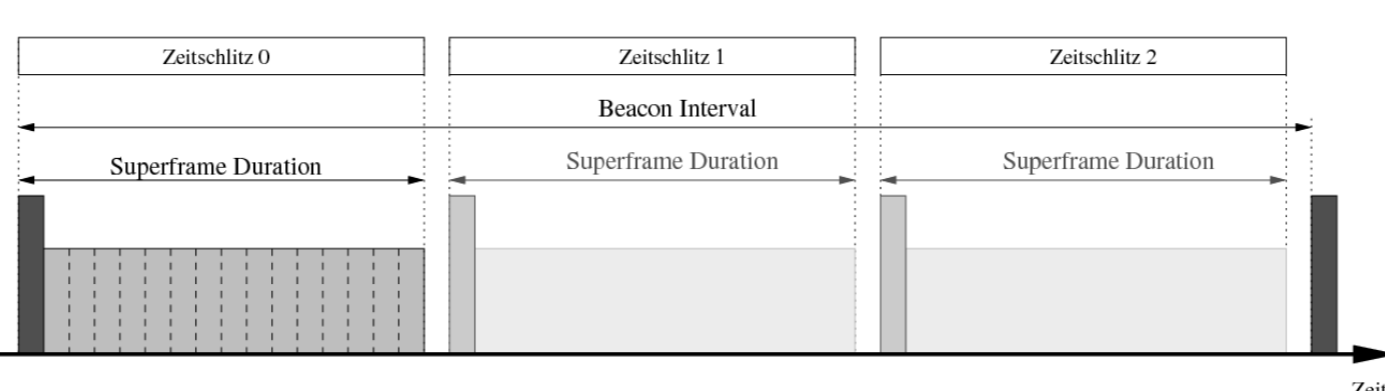 Zeitschlitz 0
Zeitschlitz 1
Zeitschlitz 2
Beacon Interval
Superframe Duration
Superframe Duration
Superframe Duration